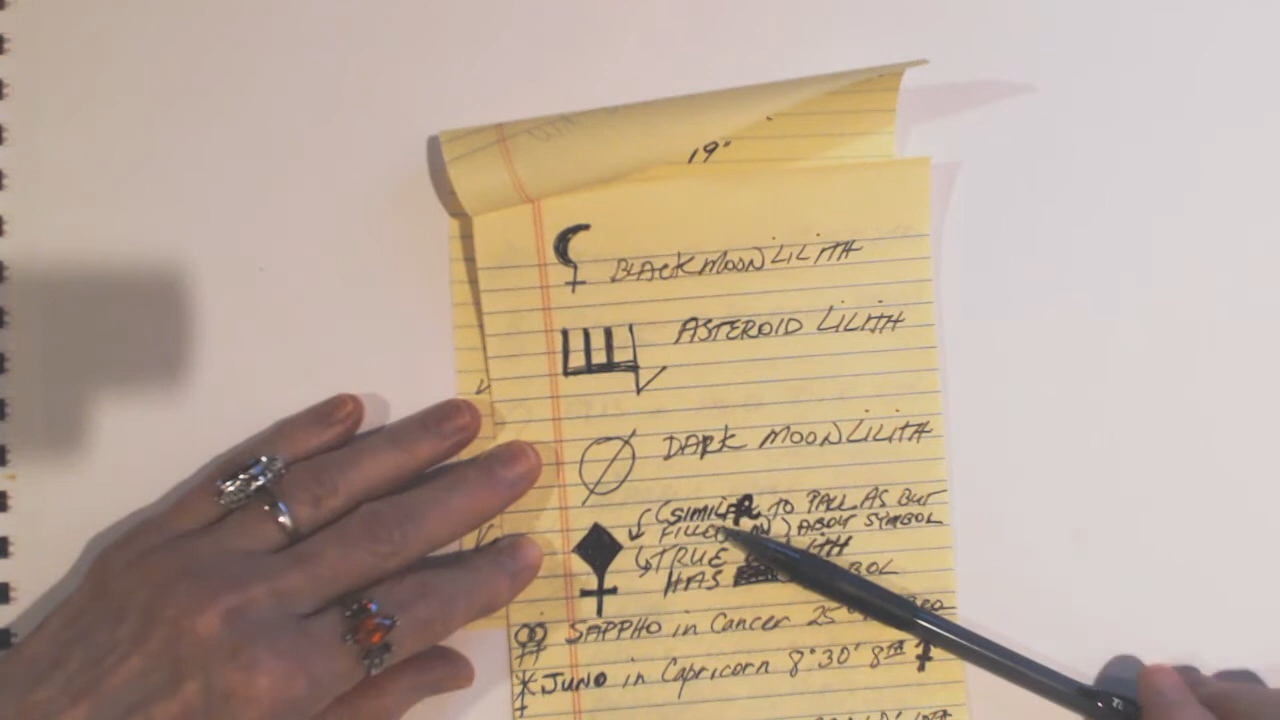 19"
BLACK MOON LILITH
ASTEROID LILITH
DARK MOON LILITH
(SIMILAR TO PALLAS BUT
FILLED IN) ABOVE SYMBOL
TRUE
HAS
SAPPHO in Cancer 25°
JUNO in Capricorn 8°30' 8TH